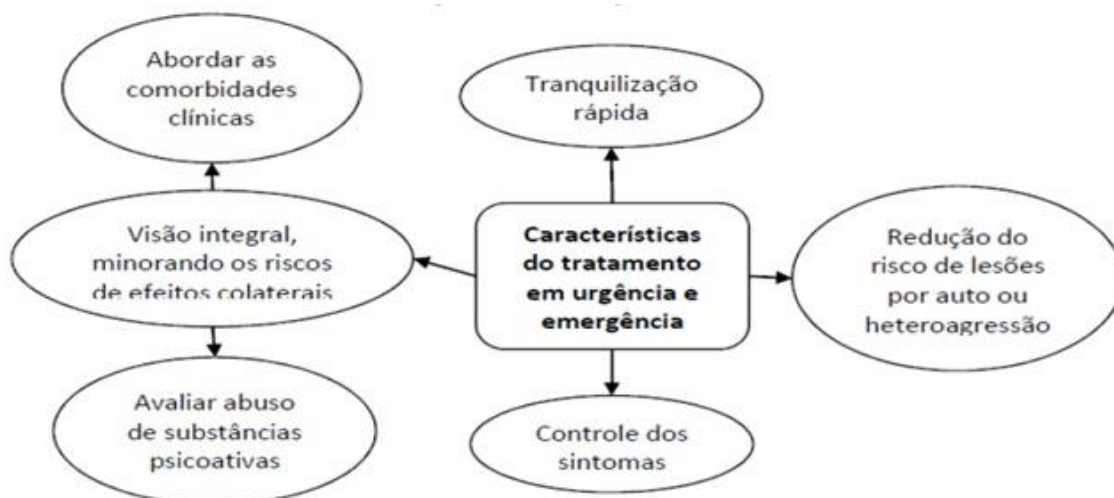 Abordar as
comorbidades
clínicas
Tranquilização
rápida
Visão integral,
minorando os riscos
de efeitos colaterais
Características
do tratamento
em urgência e
emergência
Redução do
risco de lesões
por auto ou
heteroagressão
Avaliar abuso
de substâncias
psicoativas
Controle dos
sintomas